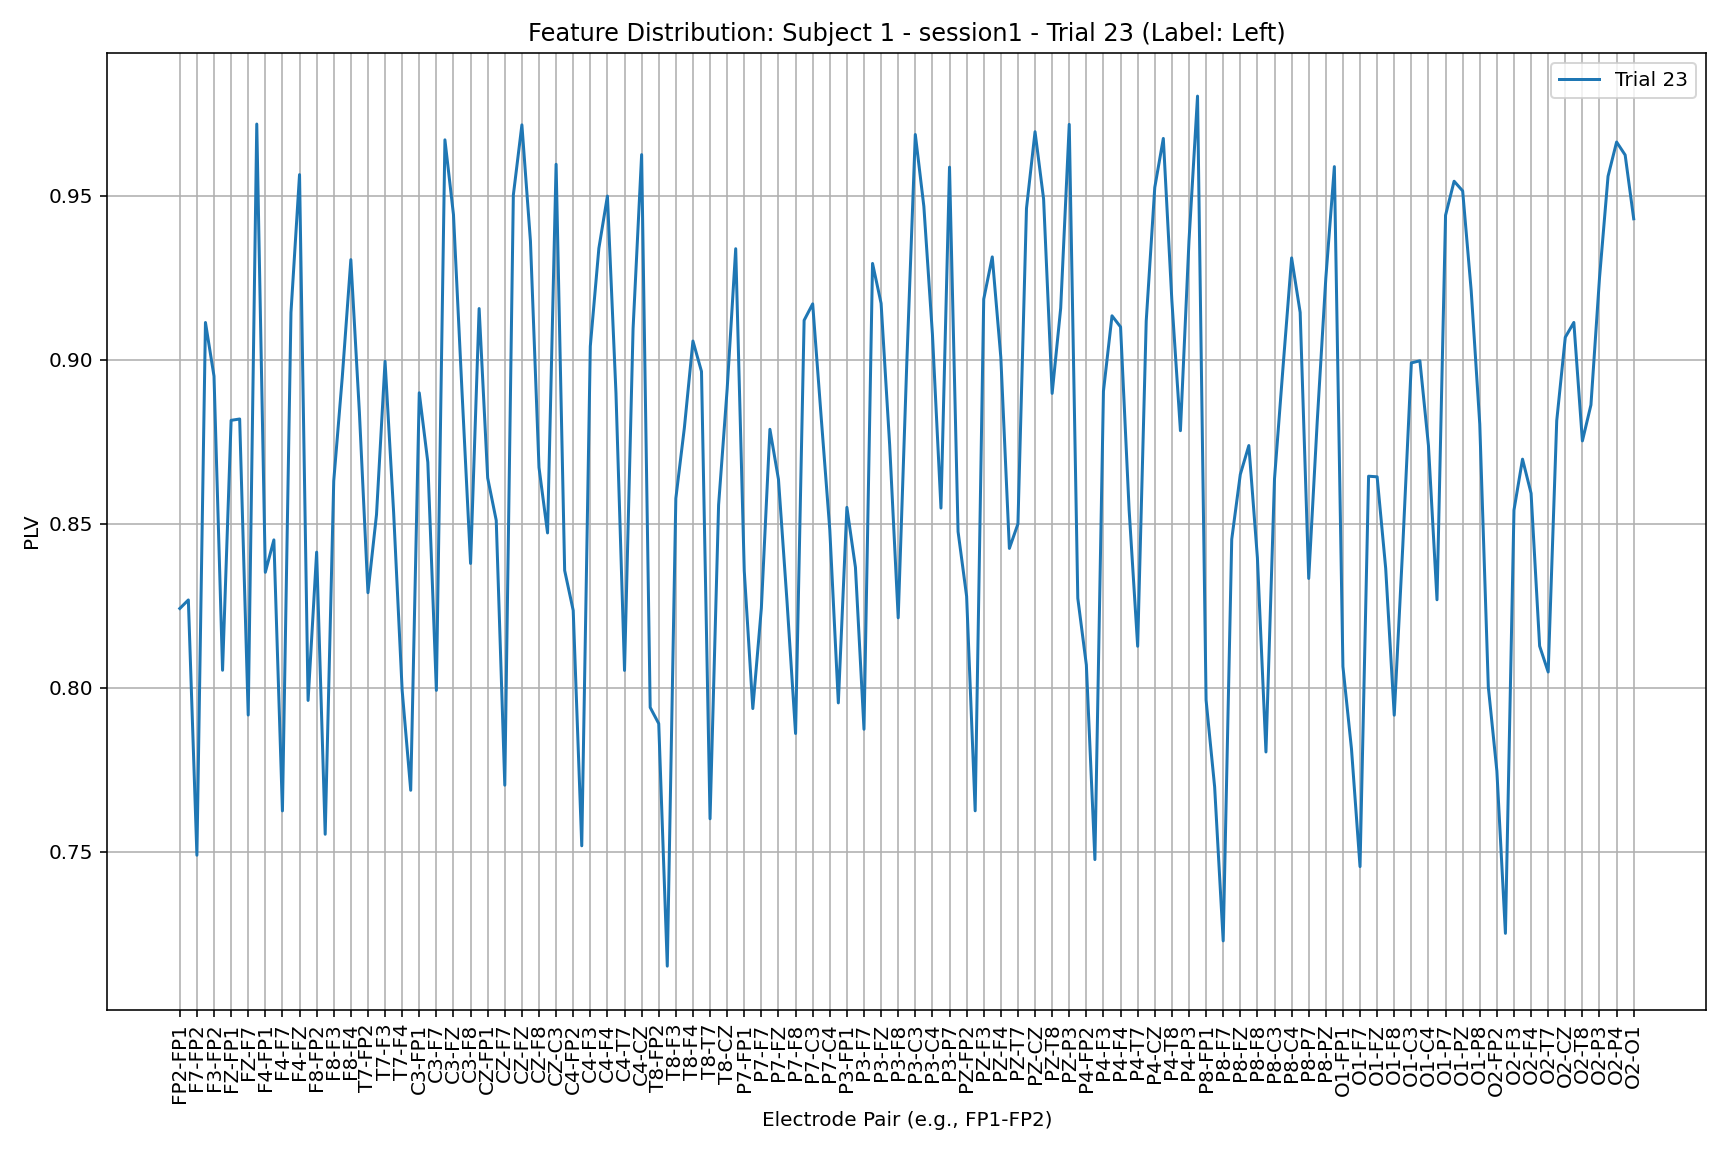 Feature Distribution: Subject 1 - session1 - Trial 23 (Label: Left)
Trial 23
PLV
0.95
0.90
0.85
0.80
0.75
FP2-FP1
F7-FP2
F3-FP2
FZ-FP1
FZ-F7
F4-FP1
F4-F7
F4-FZ
F8-FP2
F8-F3
F8-F4
T7-FP2
T7-F3
T7-F4
C3-FP1
C3-F7
C3-FZ
C3-F8
CZ-FP1
CZ-F7
CZ-FZ
CZ-F8
CZ-C3
C4-FP2
C4-F3
C4-F4
C4-T7
C4-CZ
T8-FP2
T8-F3
T8-F4
T8-T7
T8-CZ
P7-FP1
P7-F7
P7-FZ
P7-F8
P7-C3
P7-C4
P3-FP1
P3-F7
P3-FZ
P3-F8
P3-C3
P3-C4
P3-P7
PZ-FP2
PZ-F3
PZ-F4
PZ-T7
PZ-CZ
PZ-T8
PZ-P3
P4-FP2
P4-F3
P4-F4
P4-T7
P4-CZ
P4-T8
P4-P3
P8-FP1
P8-F7
P8-FZ
P8-F8
P8-C3
P8-C4
P8-P7
P8-PZ
O1-FP1
O1-F7
O1-FZ
O1-F8
O1-C3
O1-C4
O1-P7
O1-PZ
O1-P8
O2-FP2
O2-F3
O2-F4
O2-T7
O2-CZ
O2-T8
O2-P3
O2-P4
O2-O1
Electrode Pair (e.g., FP1-FP2)